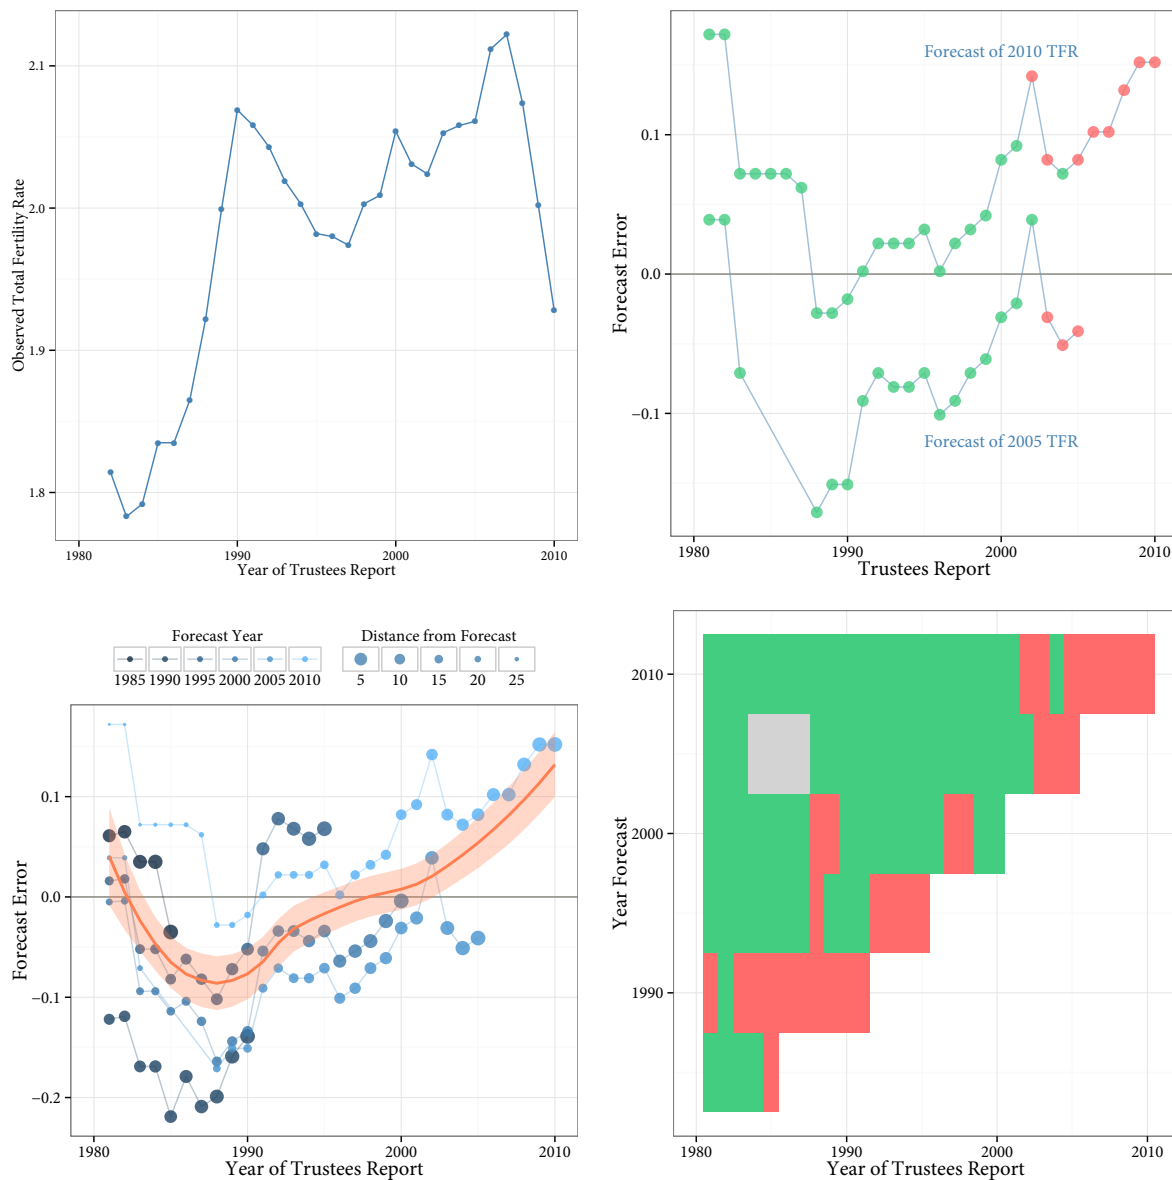 2.1
2.0
1.9
1.8
Observed Total Fertility Rate
1980
1990
2000
2010
Year of Trustees Report
Forecast of 2010 TFR
0.1
0.0
−0.1
Forecast Error
Forecast of 2005 TFR
1980
1990
2000
2010
Trustees Report
Forecast Year
1985 1990 1995 2000 2005 2010
Distance from Forecast
5 10 15 20 25
0.1
0.0
−0.1
−0.2
Forecast Error
1980
1990
2000
2010
Year of Trustees Report
2010
2000
1990
Year Forecast
1980
1990
2000
2010
Year of Trustees Report